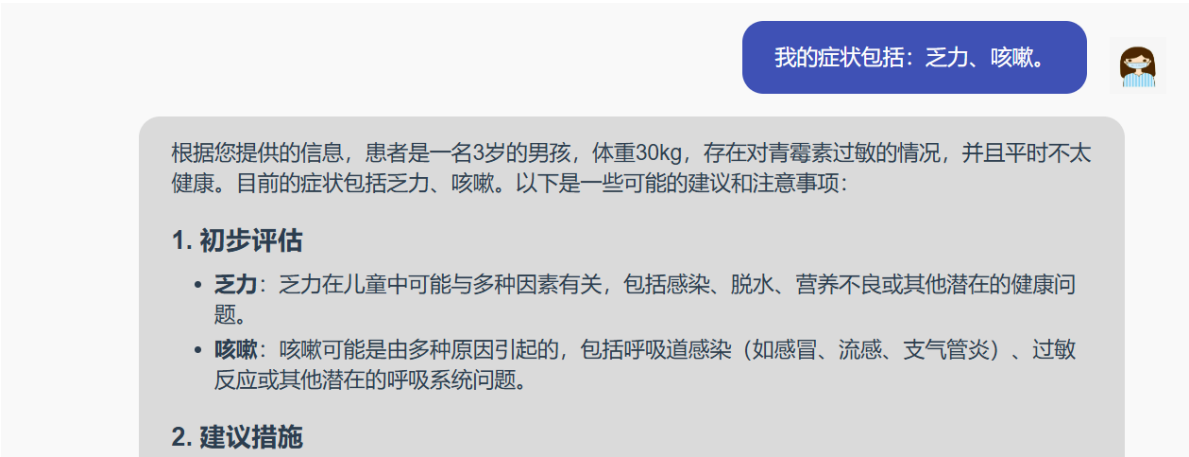 我的症状包括：乏力、咳嗽。
根据您提供的信息，患者是一名3岁的男孩，体重30kg，存在对青霉素过敏的情况，并且平时不太
健康。目前的症状包括乏力、咳嗽。以下是一些可能的建议和注意事项：
1. 初步评估
• 乏力：乏力在儿童中可能与多种因素有关，包括感染、脱水、营养不良或其他潜在的健康问
题。
• 咳嗽：咳嗽可能是由多种原因引起的，包括呼吸道感染（如感冒、流感、支气管炎）、过敏
反应或其他潜在的呼吸系统问题。
2. 建议措施